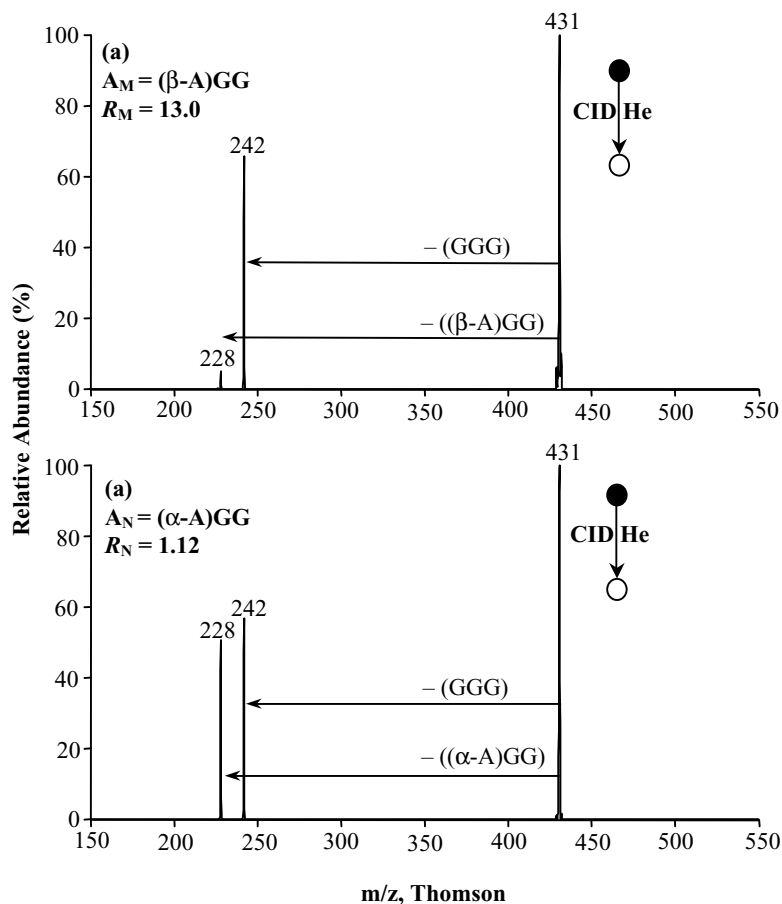 (a)
A_M = (β-A)GG
R_M = 13.0
431
CID He
242
– (GGG)
– ((β-A)GG)
228
100
80
60
40
20
0
150 200 250 300 350 400 450 500 550
Relative Abundance (%)
(a)
A_N = (α-A)GG
R_N = 1.12
431
CID He
228 242
– (GGG)
– ((α-A)GG)
100
80
60
40
20
0
150 200 250 300 350 400 450 500 550
m/z, Thomson